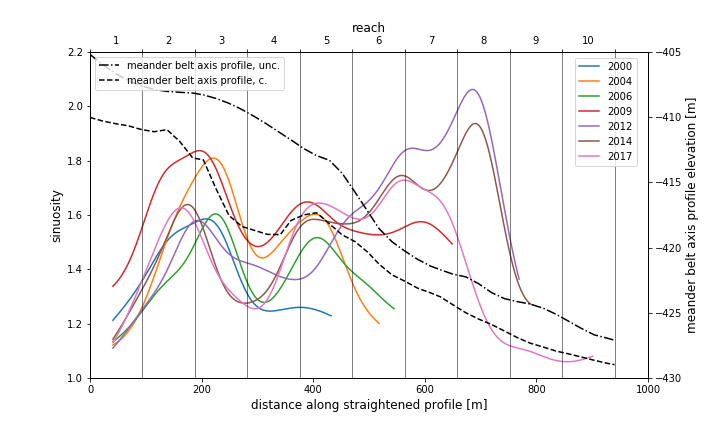 reach
1 2 3 4 5 6 7 8 9 10
2.2 −405
meander belt axis profile, unc.
meander belt axis profile, c.
2000
2004
2006
2009
2012
2014
2017
2.0
1.8
1.6
1.4
1.2
1.0
sinuosity
−410
−415
−420
−425
−430
meander belt axis profile elevation [m]
0 200 400 600 800 1000
distance along straightened profile [m]